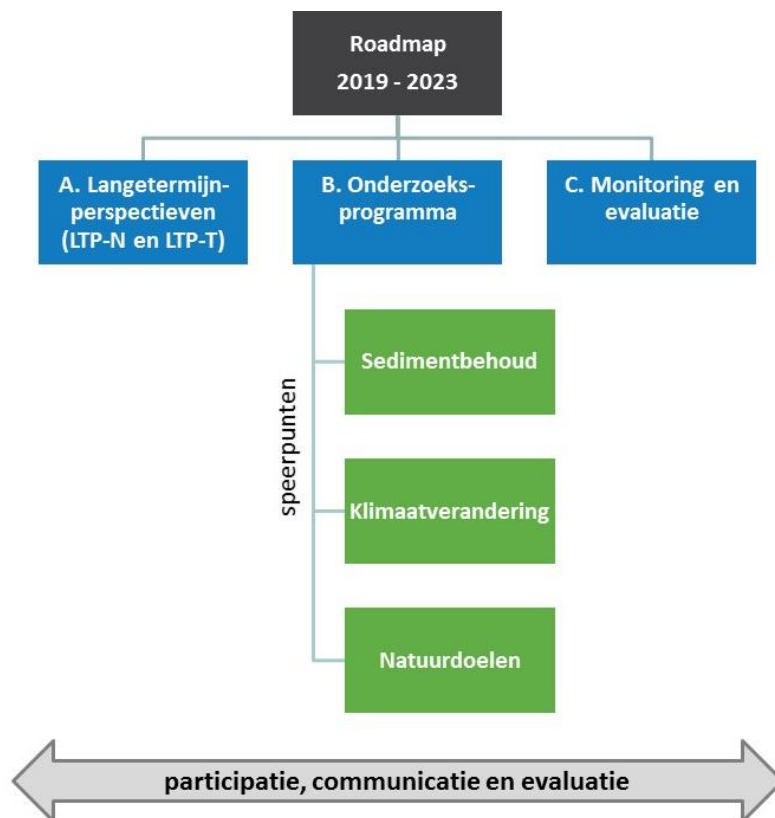 Roadmap
2019 - 2023
A. Langetermijn-
perspectieven
(LTP-N en LTP-T)
B. Onderzoeks-
programma
C. Monitoring en
evaluatie
speerpunten
Sedimentbehoud
Klimaatverandering
Natuurdoelen
participatie, communicatie en evaluatie